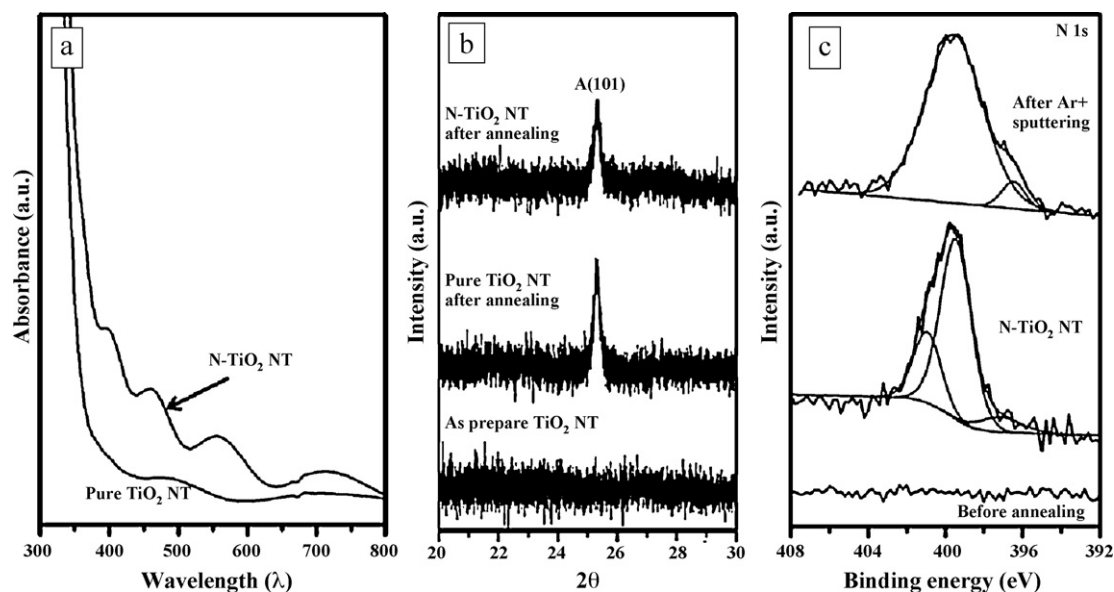 a
Absorbance (a.u.)
N-TiO₂ NT
Pure TiO₂ NT
300 400 500 600 700 800
Wavelength (λ)
b
Intensity (a.u.)
A(101)
N-TiO₂ NT
after annealing
Pure TiO₂ NT
after annealing
As prepare TiO₂ NT
20 22 24 26 28 30
2θ
c
Intensity (a.u.)
N 1s
After Ar+
sputtering
N-TiO₂ NT
Before annealing
408 404 400 396 392
Binding energy (eV)